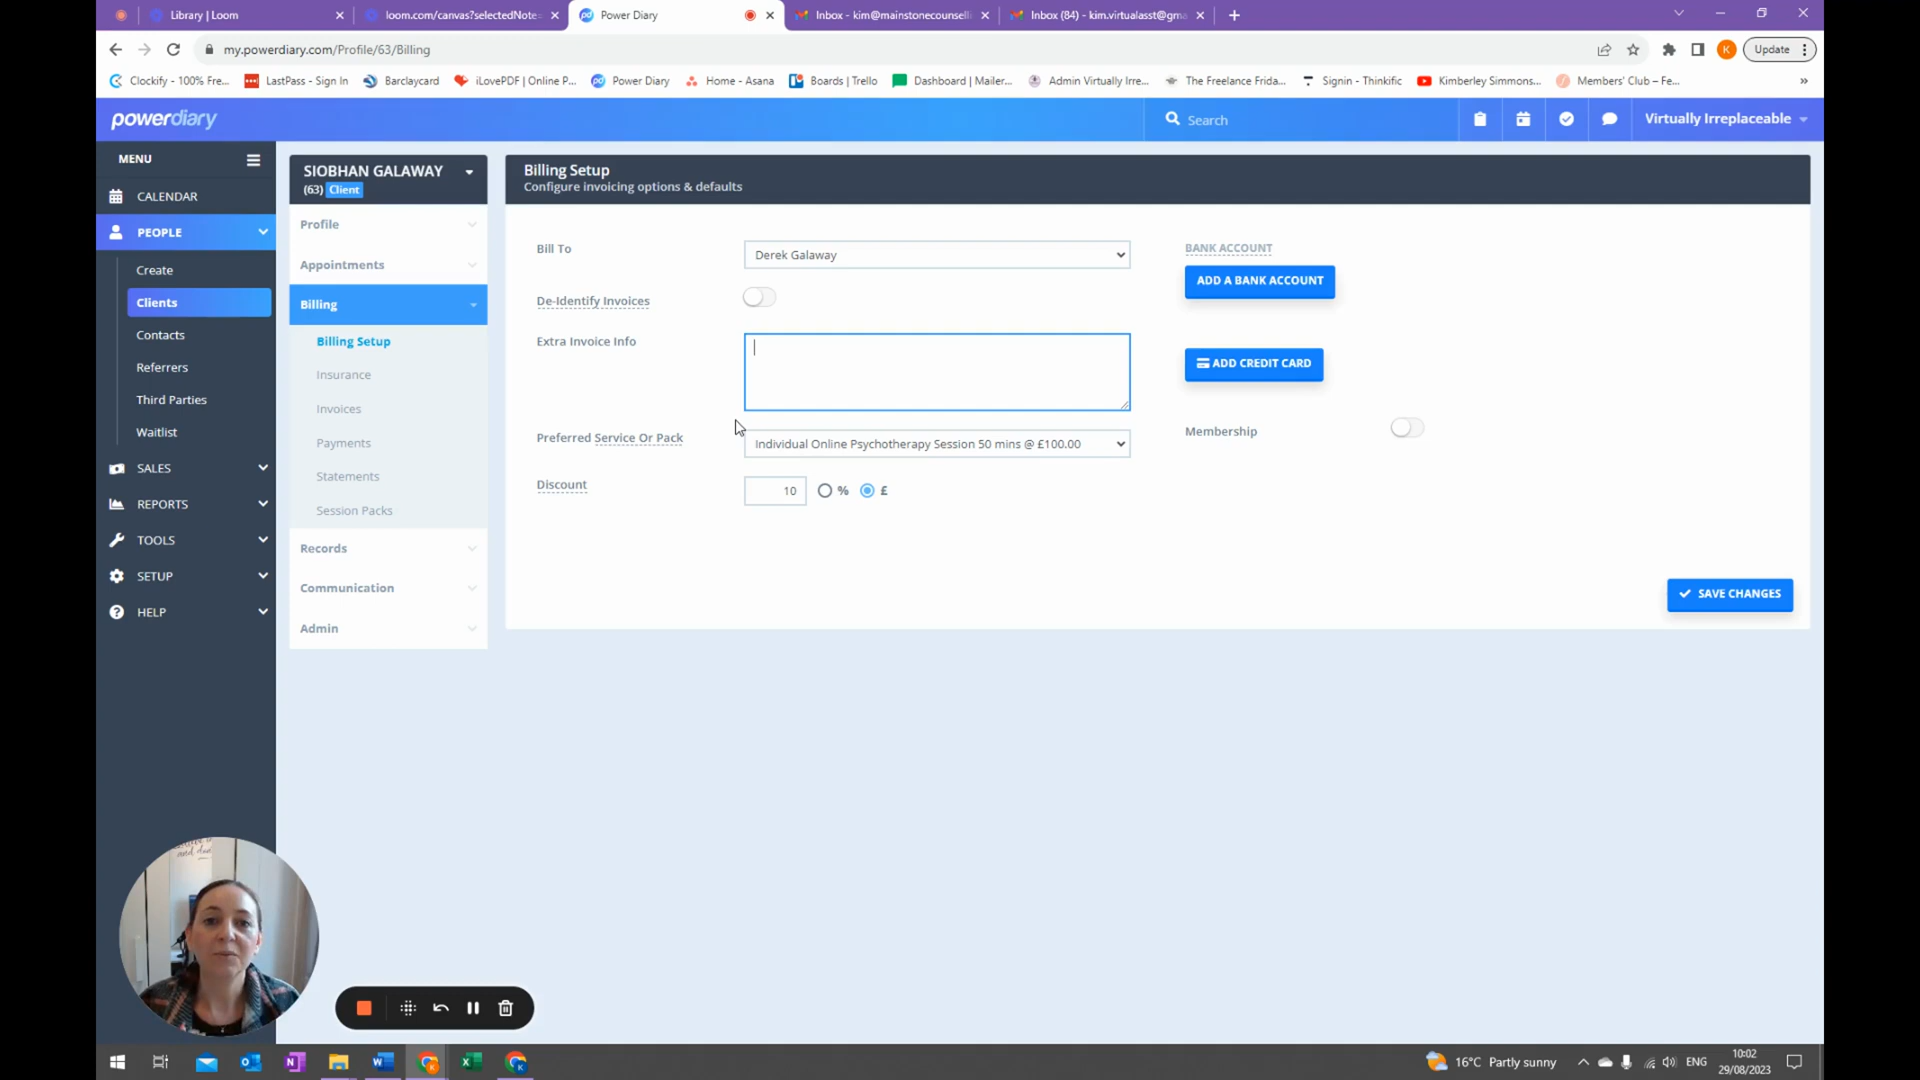 Library | Loom
loom.com/canvas?selectedNote
Power Diary
Inbox - kim@mainstonecounselli
Inbox (84) - kim.virtualasst@gma
my.powerdiary.com/Profile/63/Billing
Update
Clockify - 100% Fre...
LastPass - Sign In
Barclaycard
iLovePDF | Online P...
Power Diary
Home - Asana
Boards | Trello
Dashboard | Mailer...
Admin Virtually Irre...
The Freelance Frida...
Signin - Thinkific
Kimberley Simmons...
Members' Club – Fe...
powerdiary
Search
Virtually Irreplaceable
MENU
CALENDAR
PEOPLE
Create
Clients
Contacts
Referrers
Third Parties
Waitlist
SALES
REPORTS
TOOLS
SETUP
HELP
SIOBHAN GALAWAY
(63) Client
Profile
Appointments
Billing
Billing Setup
Insurance
Invoices
Payments
Statements
Session Packs
Records
Communication
Admin
Billing Setup
Configure invoicing options & defaults
Bill To
Derek Galaway
De-Identify Invoices
Extra Invoice Info
Preferred Service Or Pack
Individual Online Psychotherapy Session 50 mins @ £100.00
Discount
10 % £
BANK ACCOUNT
ADD A BANK ACCOUNT
ADD CREDIT CARD
Membership
SAVE CHANGES
16°C Partly sunny
ENG
10:02
29/08/2023